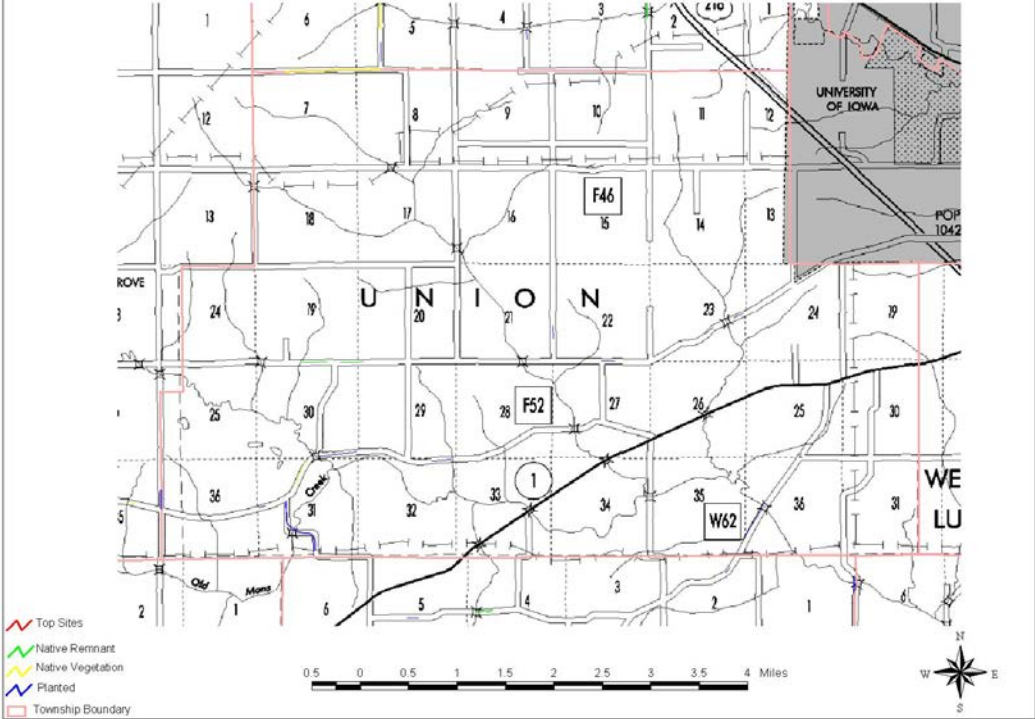 1 6 5 4 3 2 218 1
UNIVERSITY
OF IOWA
12 7 8 9 10 11 12
F46
13 18 17 16 15 14 13
POP
1042
ROVE
24 19 20 21 22 23 24 19
UNION
25 30 29 28 27 26 25 30
F52
36 31 32 33 34 35 36 31
Creek
1
W62
WE
LU
Old Mans
2 1 6 5 4 3 2 1 6
Top Sites
Native Remnant
Native Vegetation
Planted
Township Boundary
0.5 0 0.5 1 1.5 2 2.5 3 3.5 4 Miles
N
W E
S